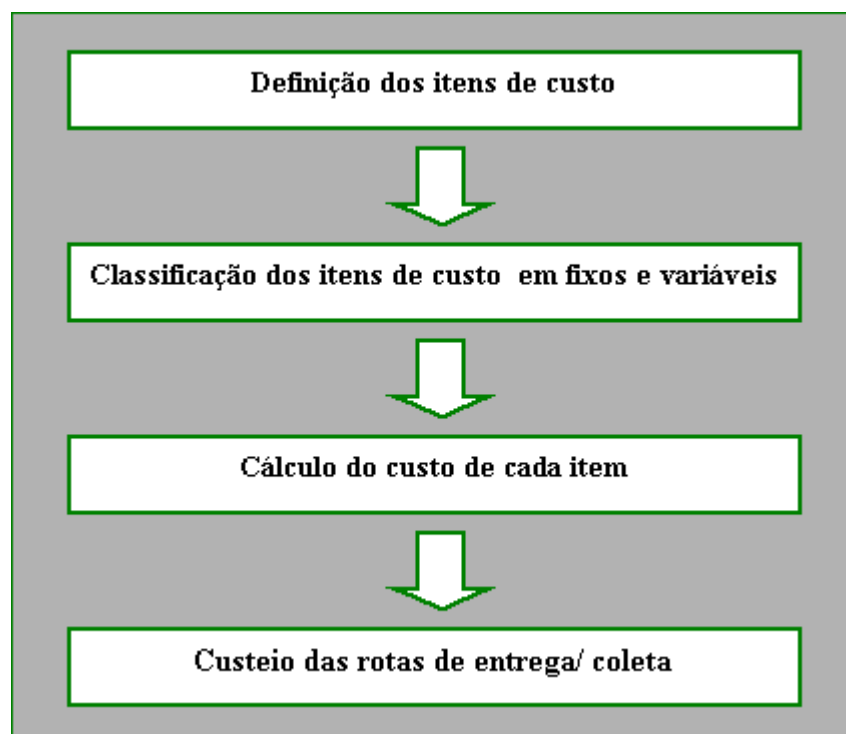 Definição dos itens de custo
Classificação dos itens de custo em fixos e variáveis
Cálculo do custo de cada item
Custeio das rotas de entrega/ coleta